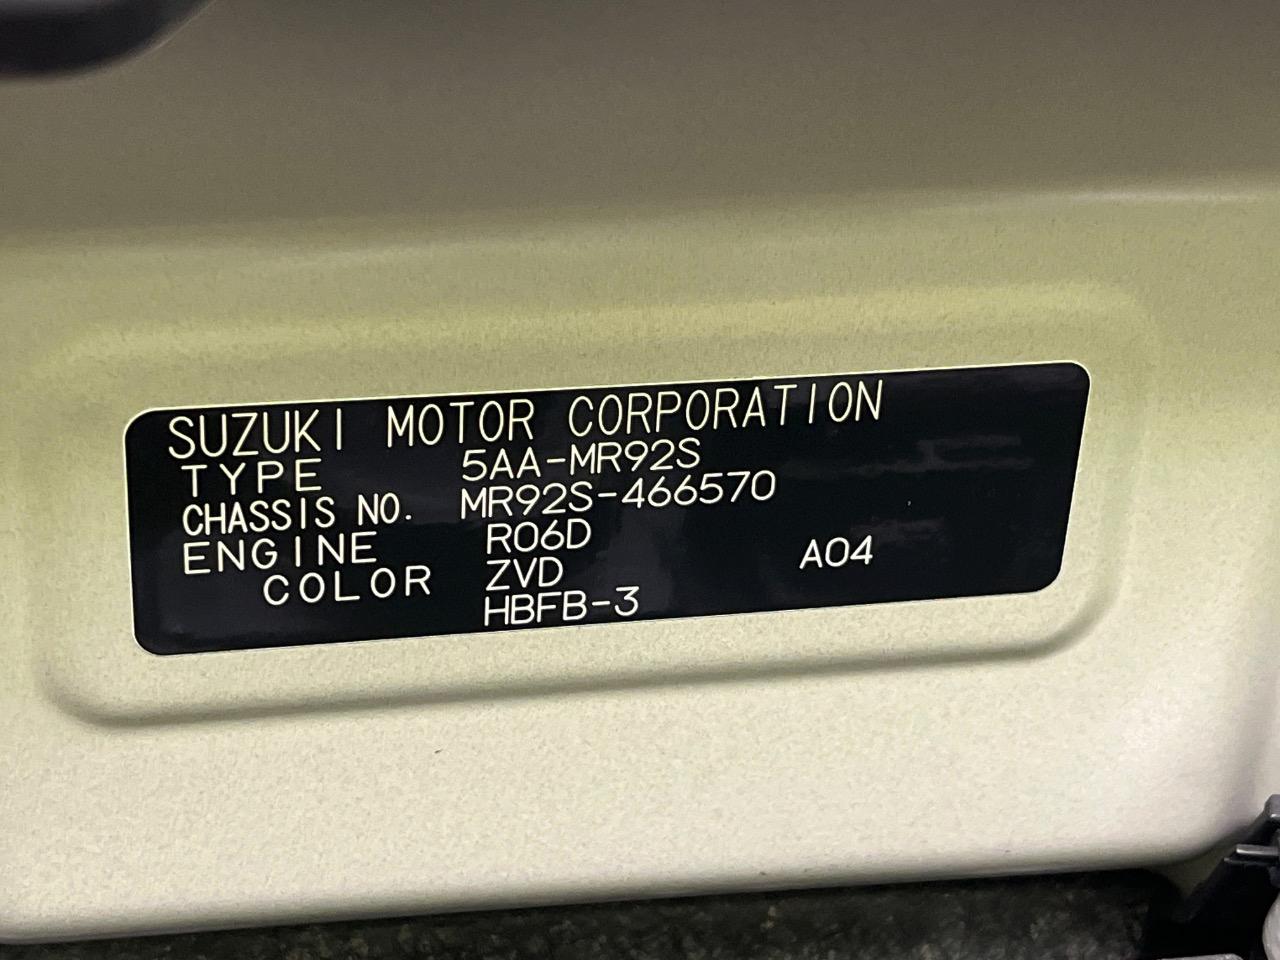 SUZUKI MOTOR CORPORATION
TYPE 5AA-MR92S
CHASSIS NO. MR92S-466570
ENGINE R06D
COLOR ZVD A04
HBFB-3